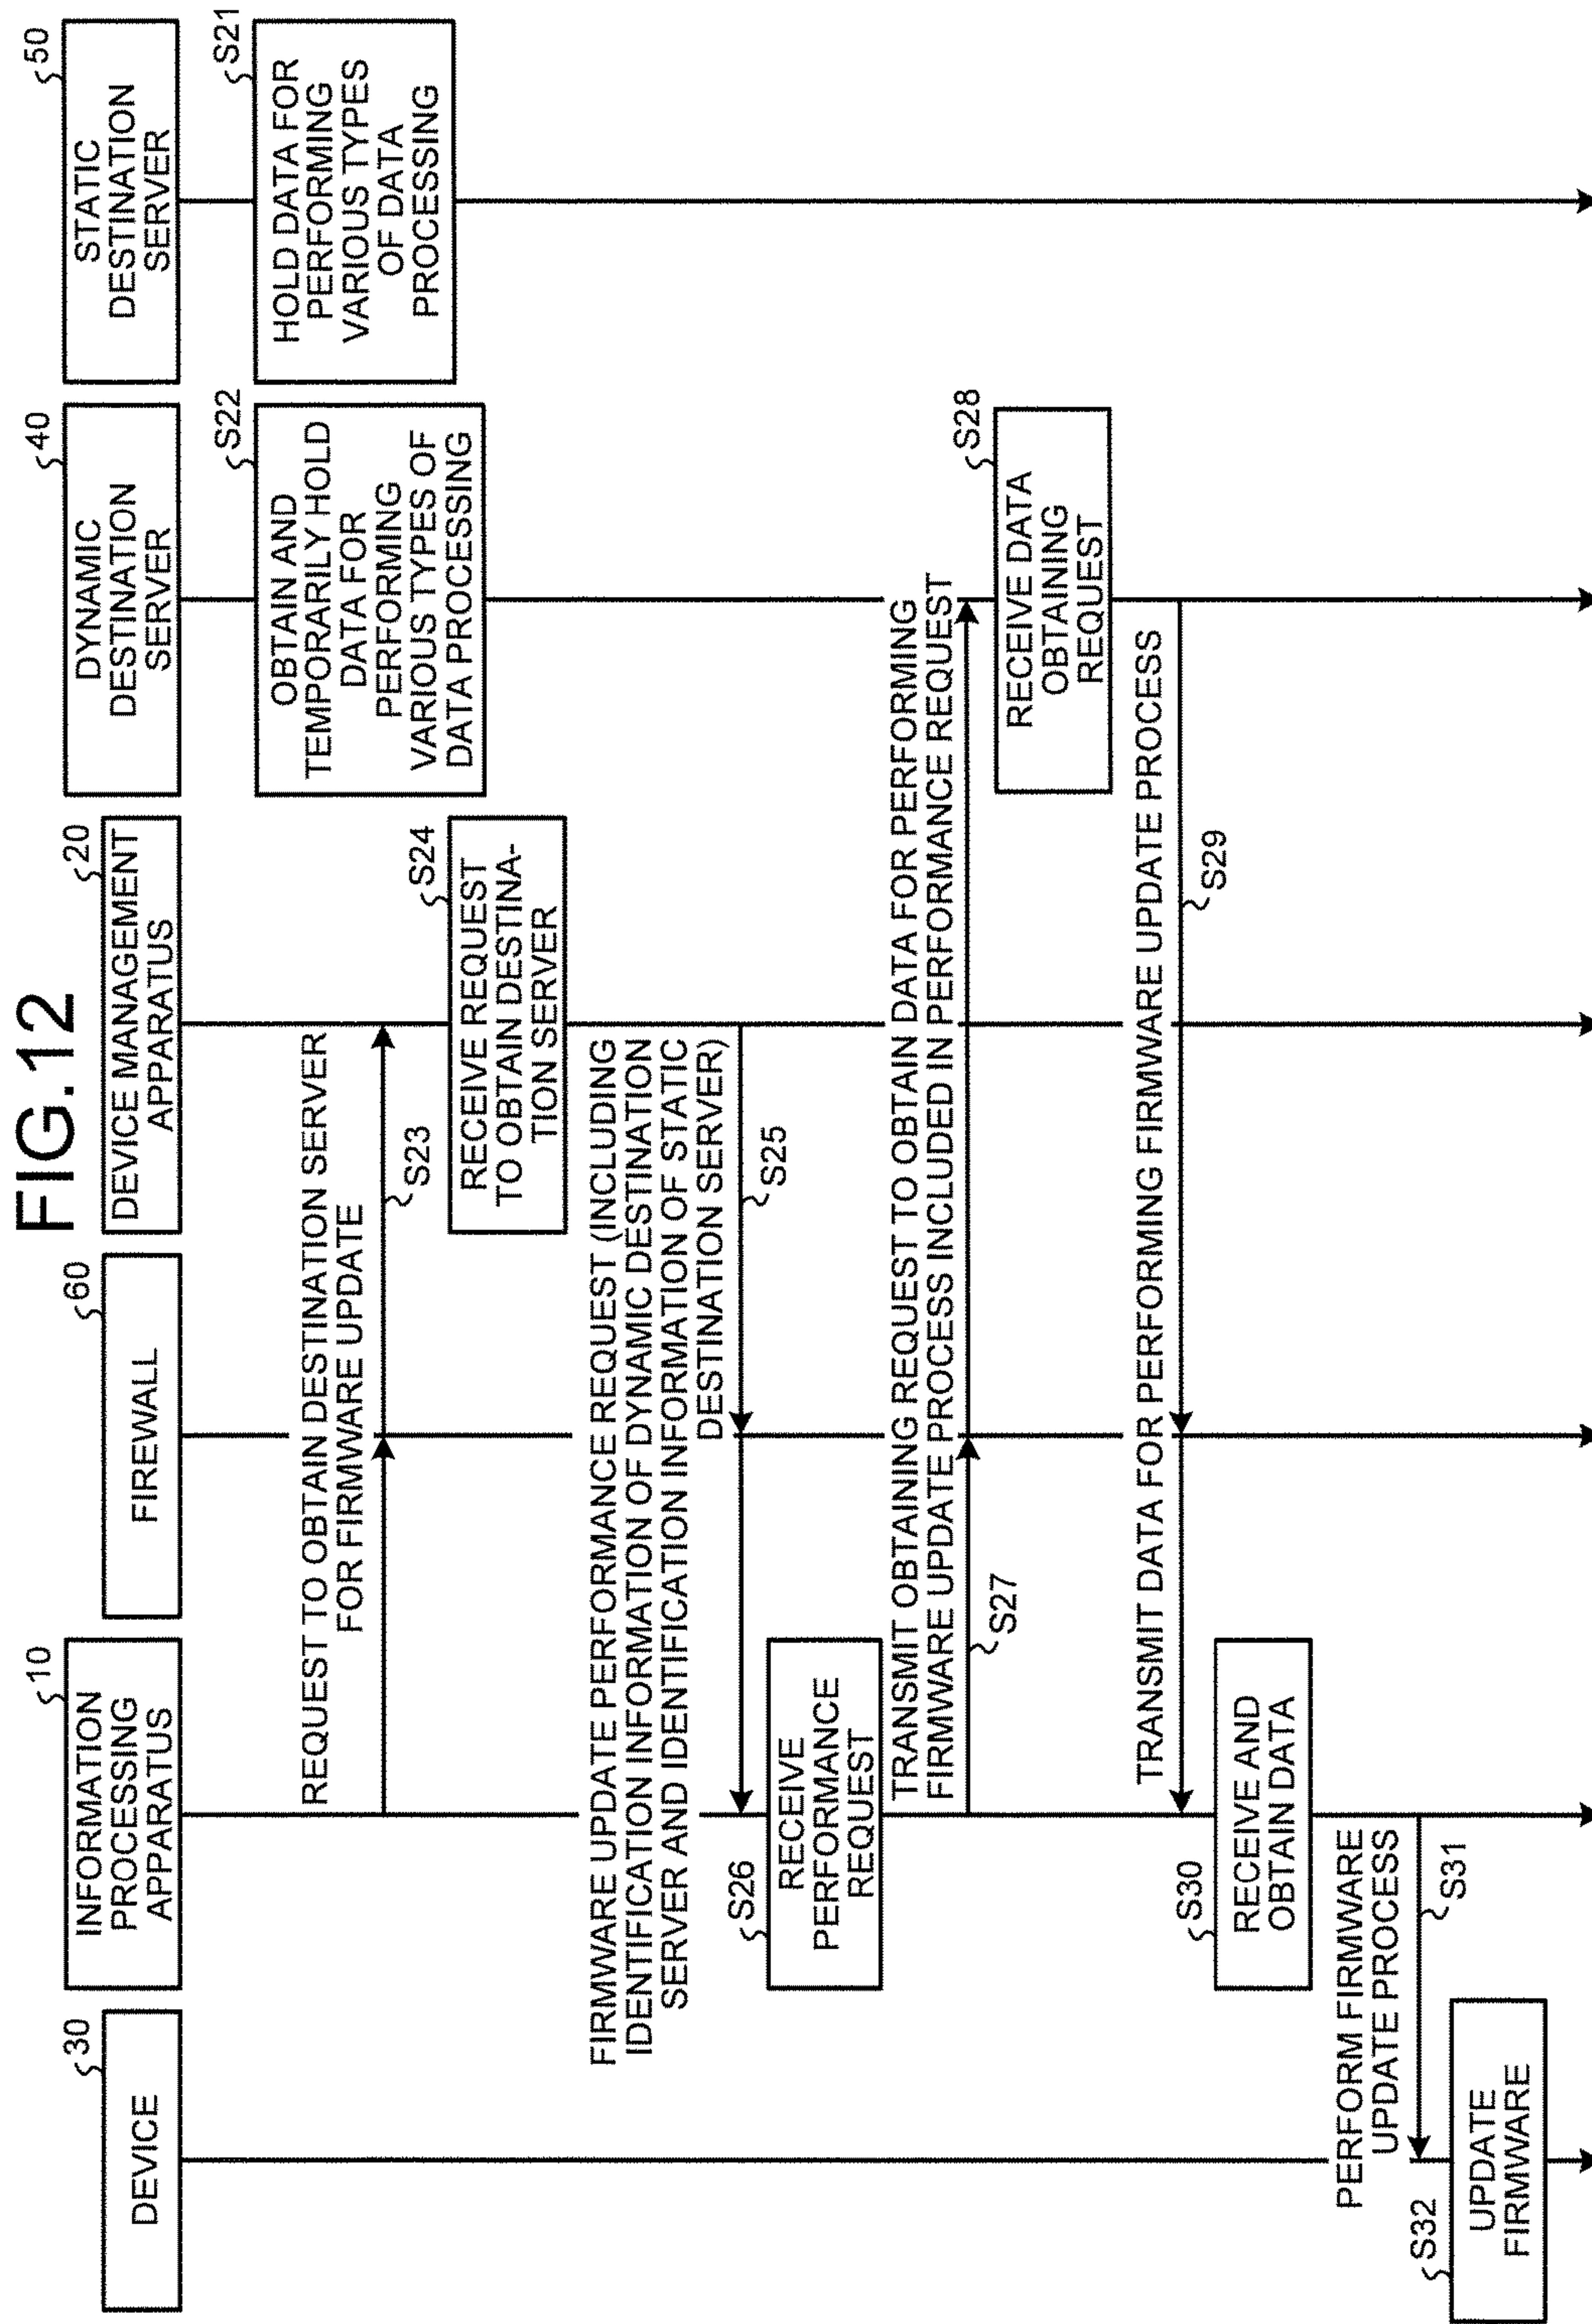 FIG.12
30
DEVICE
10
INFORMATION
PROCESSING
APPARATUS
60
FIREWALL
20
DEVICE MANAGEMENT
APPARATUS
40
DYNAMIC
DESTINATION
SERVER
50
STATIC
DESTINATION
SERVER
S21
HOLD DATA FOR
PERFORMING
VARIOUS TYPES
OF DATA
PROCESSING
S22
OBTAIN AND
TEMPORARILY HOLD
DATA FOR
PERFORMING
VARIOUS TYPES OF
DATA PROCESSING
REQUEST TO OBTAIN DESTINATION SERVER
FOR FIRMWARE UPDATE
S23
S24
RECEIVE REQUEST
TO OBTAIN DESTINA-
TION SERVER
FIRMWARE UPDATE PERFORMANCE REQUEST (INCLUDING
IDENTIFICATION INFORMATION OF DYNAMIC DESTINATION
SERVER AND IDENTIFICATION INFORMATION OF STATIC
DESTINATION SERVER)
S25
S26
RECEIVE
PERFORMANCE
REQUEST
TRANSMIT OBTAINING REQUEST TO OBTAIN DATA FOR PERFORMING
FIRMWARE UPDATE PROCESS INCLUDED IN PERFORMANCE REQUEST
S27
S28
RECEIVE DATA
OBTAINING
REQUEST
TRANSMIT DATA FOR PERFORMING FIRMWARE UPDATE PROCESS
S29
S30
RECEIVE AND
OBTAIN DATA
PERFORM FIRMWARE
UPDATE PROCESS
S31
S32
UPDATE
FIRMWARE